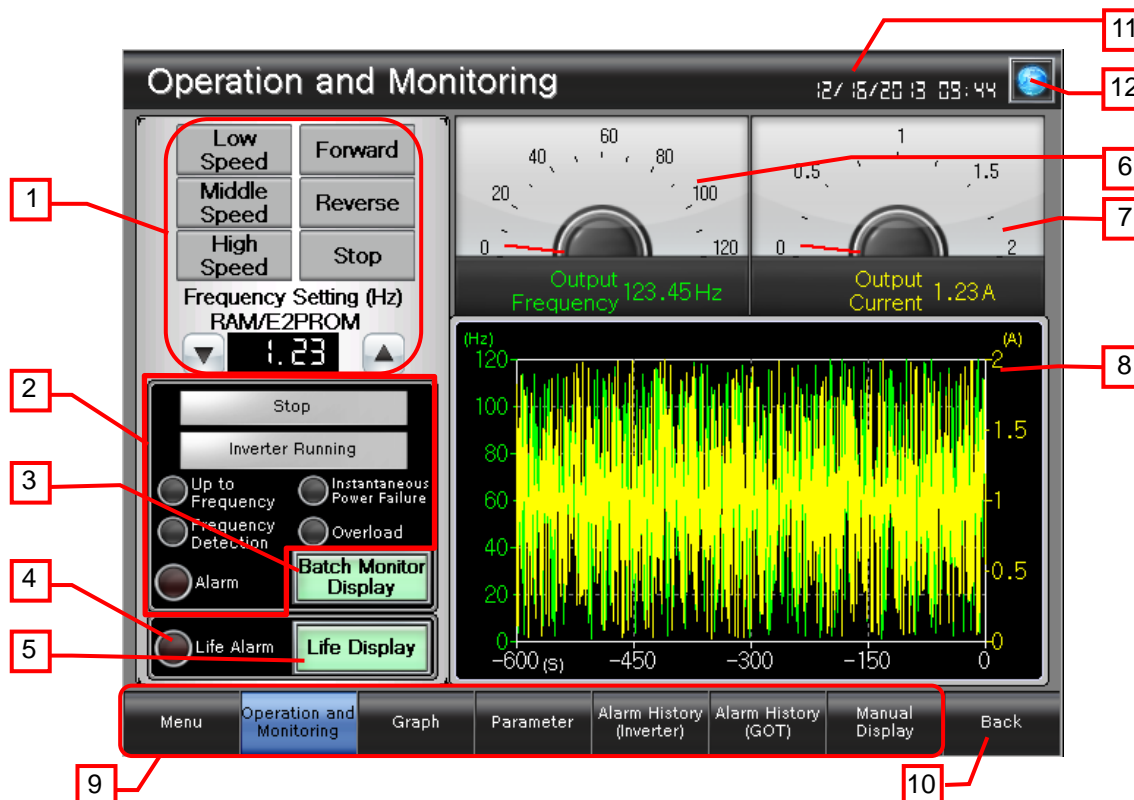 11
Operation and Monitoring
12/16/2013 09:44
12
Low Speed
Forward
Middle Speed
Reverse
High Speed
Stop
Frequency Setting (Hz)
RAM/E2PROM
1.23
1
0
20
40
60
80
100
120
Output Frequency 123.45Hz
0
0.5
1
1.5
2
Output Current 1.23A
6
7
2
Stop
Inverter Running
Up to Frequency
Instantaneous Power Failure
3
Frequency Detection
Overload
4
Alarm
Batch Monitor Display
5
Life Alarm
Life Display
(Hz)
(A)
120
100
80
60
40
20
0
2
1.5
1
0.5
0
-600 (S)
-450
-300
-150
0
8
Menu
Operation and Monitoring
Graph
Parameter
Alarm History (Inverter)
Alarm History (GOT)
Manual Display
Back
9
10